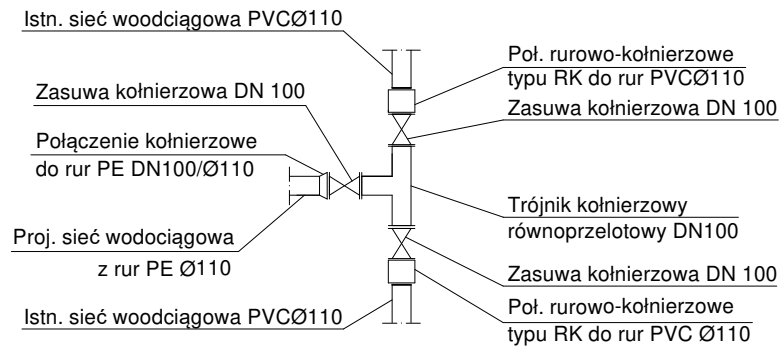 Istn. sieć woodciągowa PVCØ110
Poł. rurowo-kołnierzowe
typu RK do rur PVCØ110
Zasuwa kołnierzowa DN 100
Zasuwa kołnierzowa DN 100
Połączenie kołnierzowe
do rur PE DN100/Ø110
Trójnik kołnierzowy
równoprzelotowy DN100
Proj. sieć wodociągowa
z rur PE Ø110
Zasuwa kołnierzowa DN 100
Istn. sieć woodciągowa PVCØ110
Poł. rurowo-kołnierzowe
typu RK do rur PVC Ø110